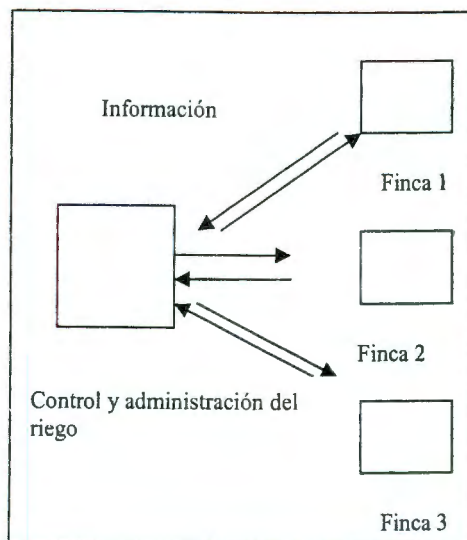 Información
Finca 1
Finca 2
Control y administración del
riego
Finca 3